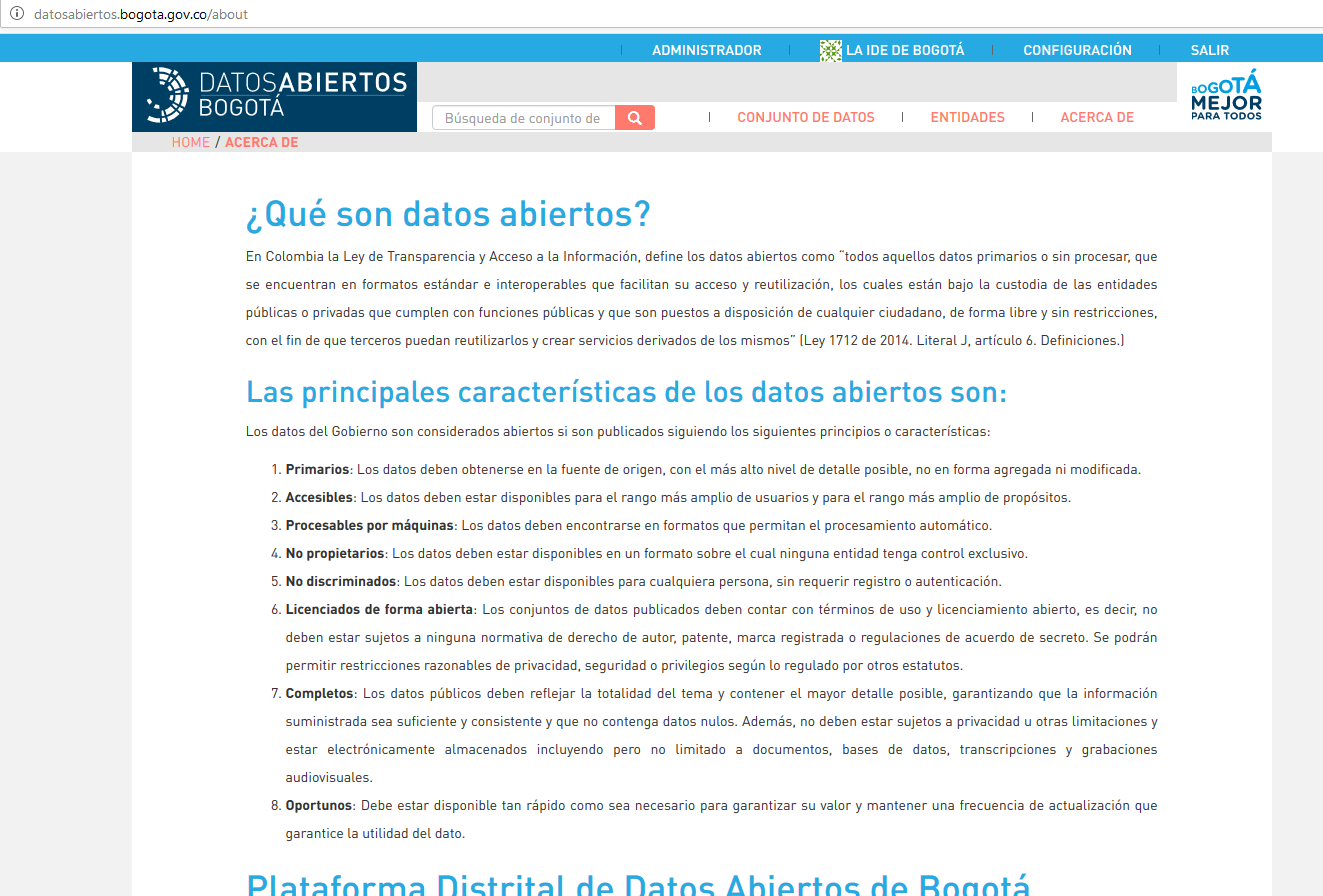 datosabiertos.bogota.gov.co/about
ADMINISTRADOR | LA IDE DE BOGOTÁ | CONFIGURACIÓN | SALIR
DATOSABIERTOS
BOGOTÁ
BOGOTÁ
MEJOR
PARA TODOS
Búsqueda de conjunto de | CONJUNTO DE DATOS | ENTIDADES | ACERCA DE
HOME / ACERCA DE
¿Qué son datos abiertos?
En Colombia la Ley de Transparencia y Acceso a la Información, define los datos abiertos como “todos aquellos datos primarios o sin procesar, que
se encuentran en formatos estándar e interoperables que facilitan su acceso y reutilización, los cuales están bajo la custodia de las entidades
públicas o privadas que cumplen con funciones públicas y que son puestos a disposición de cualquier ciudadano, de forma libre y sin restricciones,
con el fin de que terceros puedan reutilizarlos y crear servicios derivados de los mismos” (Ley 1712 de 2014. Literal J, artículo 6. Definiciones.)
Las principales características de los datos abiertos son:
Los datos del Gobierno son considerados abiertos si son publicados siguiendo los siguientes principios o características:
1. Primarios: Los datos deben obtenerse en la fuente de origen, con el más alto nivel de detalle posible, no en forma agregada ni modificada.
2. Accesibles: Los datos deben estar disponibles para el rango más amplio de usuarios y para el rango más amplio de propósitos.
3. Procesables por máquinas: Los datos deben encontrarse en formatos que permitan el procesamiento automático.
4. No propietarios: Los datos deben estar disponibles en un formato sobre el cual ninguna entidad tenga control exclusivo.
5. No discriminados: Los datos deben estar disponibles para cualquiera persona, sin requerir registro o autenticación.
6. Licenciados de forma abierta: Los conjuntos de datos publicados deben contar con términos de uso y licenciamiento abierto, es decir, no
deben estar sujetos a ninguna normativa de derecho de autor, patente, marca registrada o regulaciones de acuerdo de secreto. Se podrán
permitir restricciones razonables de privacidad, seguridad o privilegios según lo regulado por otros estatutos.
7. Completos: Los datos públicos deben reflejar la totalidad del tema y contener el mayor detalle posible, garantizando que la información
suministrada sea suficiente y consistente y que no contenga datos nulos. Además, no deben estar sujetos a privacidad u otras limitaciones y
estar electrónicamente almacenados incluyendo pero no limitado a documentos, bases de datos, transcripciones y grabaciones
audiovisuales.
8. Oportunos: Debe estar disponible tan rápido como sea necesario para garantizar su valor y mantener una frecuencia de actualización que
garantice la utilidad del dato.
Plataforma Distrital de Datos Abiertos de Bogotá